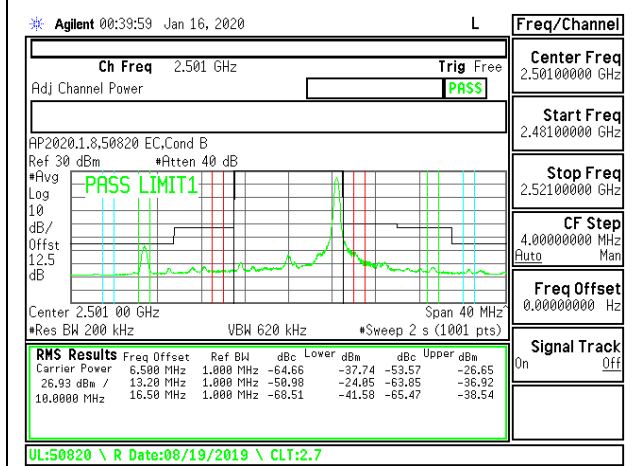 Agilent 00:39:59 Jan 16, 2020 L
Freq/Channel
Ch Freq 2.501 GHz Trig Free
Adj Channel Power PASS
AP2020.1.8,50820 EC,Cond B
Ref 30 dBm #Atten 40 dB
#Avg
Log
10
dB/
Offst
12.5
dB
PASS LIMIT1
Center 2.501 00 GHz Span 40 MHz^
#Res BW 200 kHz VBW 620 kHz #Sweep 2 s (1001 pts)
RMS Results Freq Offset Ref BW dBc Lower dBm dBc Upper dBm
Carrier Power 6.500 MHz 1.000 MHz -64.66 -37.74 -53.57 -26.65
26.93 dBm / 13.20 MHz 1.000 MHz -50.98 -24.05 -63.85 -36.92
10.0000 MHz 16.50 MHz 1.000 MHz -68.51 -41.58 -65.47 -38.54
UL:50820 \ R Date:08/19/2019 \ CLT:2.7
Center Freq
2.50100000 GHz
Start Freq
2.48100000 GHz
Stop Freq
2.52100000 GHz
CF Step
4.00000000 MHz
Auto Man
Freq Offset
0.00000000 Hz
Signal Track
On Off